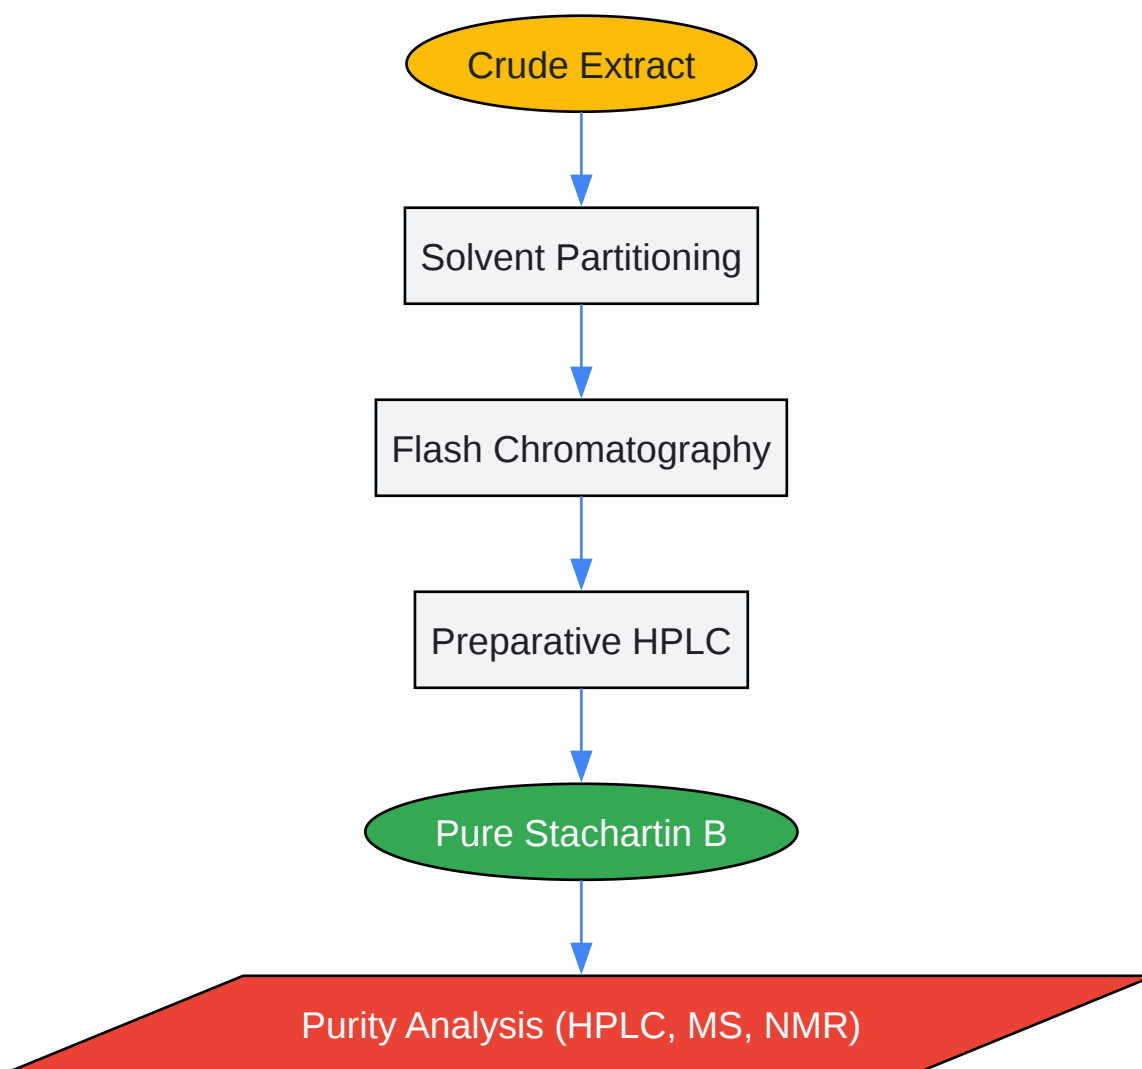 Crude Extract
Solvent Partitioning
Flash Chromatography
Preparative HPLC
Pure Stachartin B
Purity Analysis (HPLC, MS, NMR)